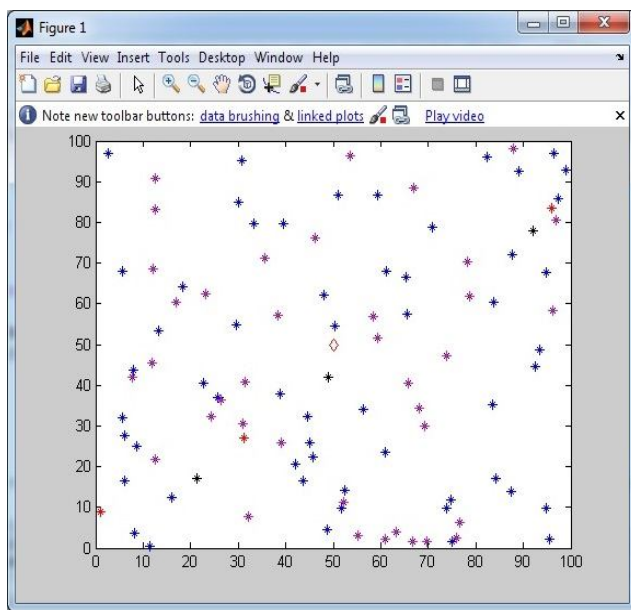 Figure 1
File Edit View Insert Tools Desktop Window Help
Note new toolbar buttons: data brushing & linked plots Play video
100
90
80
70
60
50
40
30
20
10
0
0 10 20 30 40 50 60 70 80 90 100